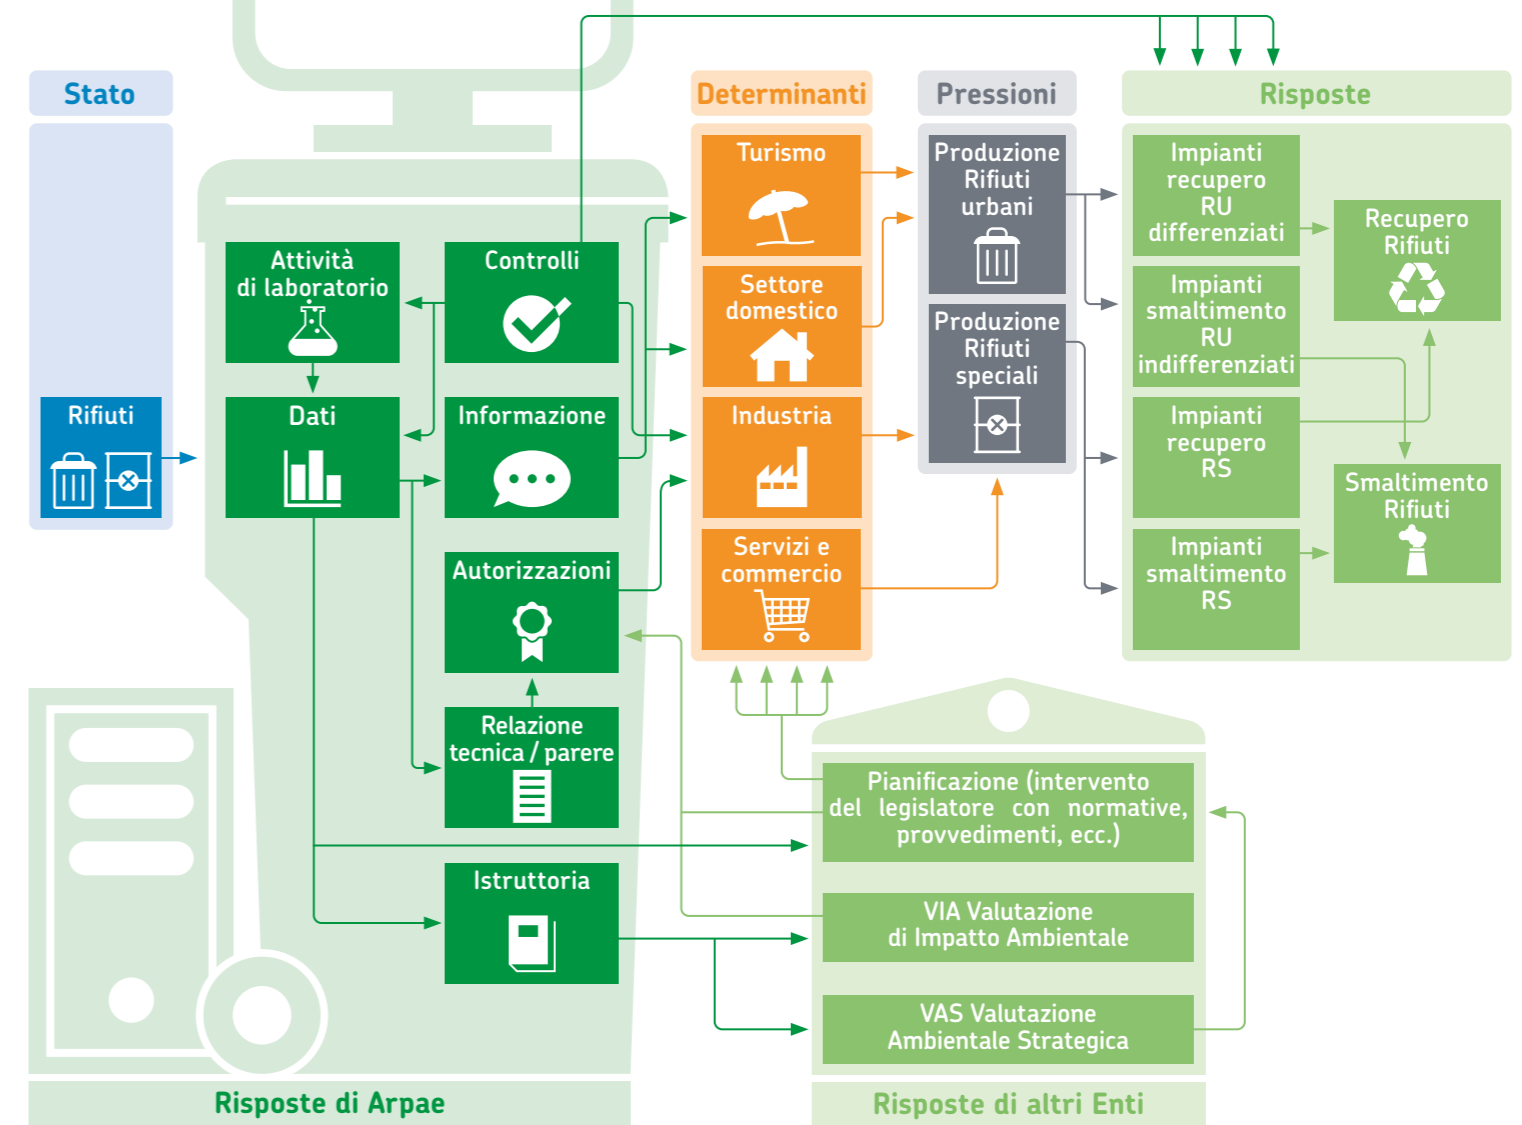 Stato
Rifiuti
Attività
di laboratorio
Controlli
Dati
Informazione
Autorizzazioni
Relazione
tecnica / parere
Istruttoria
Risposte di Arpae
Determinanti
Turismo
Settore
domestico
Industria
Servizi e
commercio
Pressioni
Produzione
Rifiuti
urbani
Produzione
Rifiuti
speciali
Risposte
Impianti
recupero
RU
differenziati
Impianti
smaltimento
RU
indifferenziati
Impianti
recupero
RS
Impianti
smaltimento
RS
Recupero
Rifiuti
Smaltimento
Rifiuti
Pianificazione (intervento
del legislatore con normative,
provvedimenti, ecc.)
VIA Valutazione
di Impatto Ambientale
VAS Valutazione
Ambientale Strategica
Risposte di altri Enti